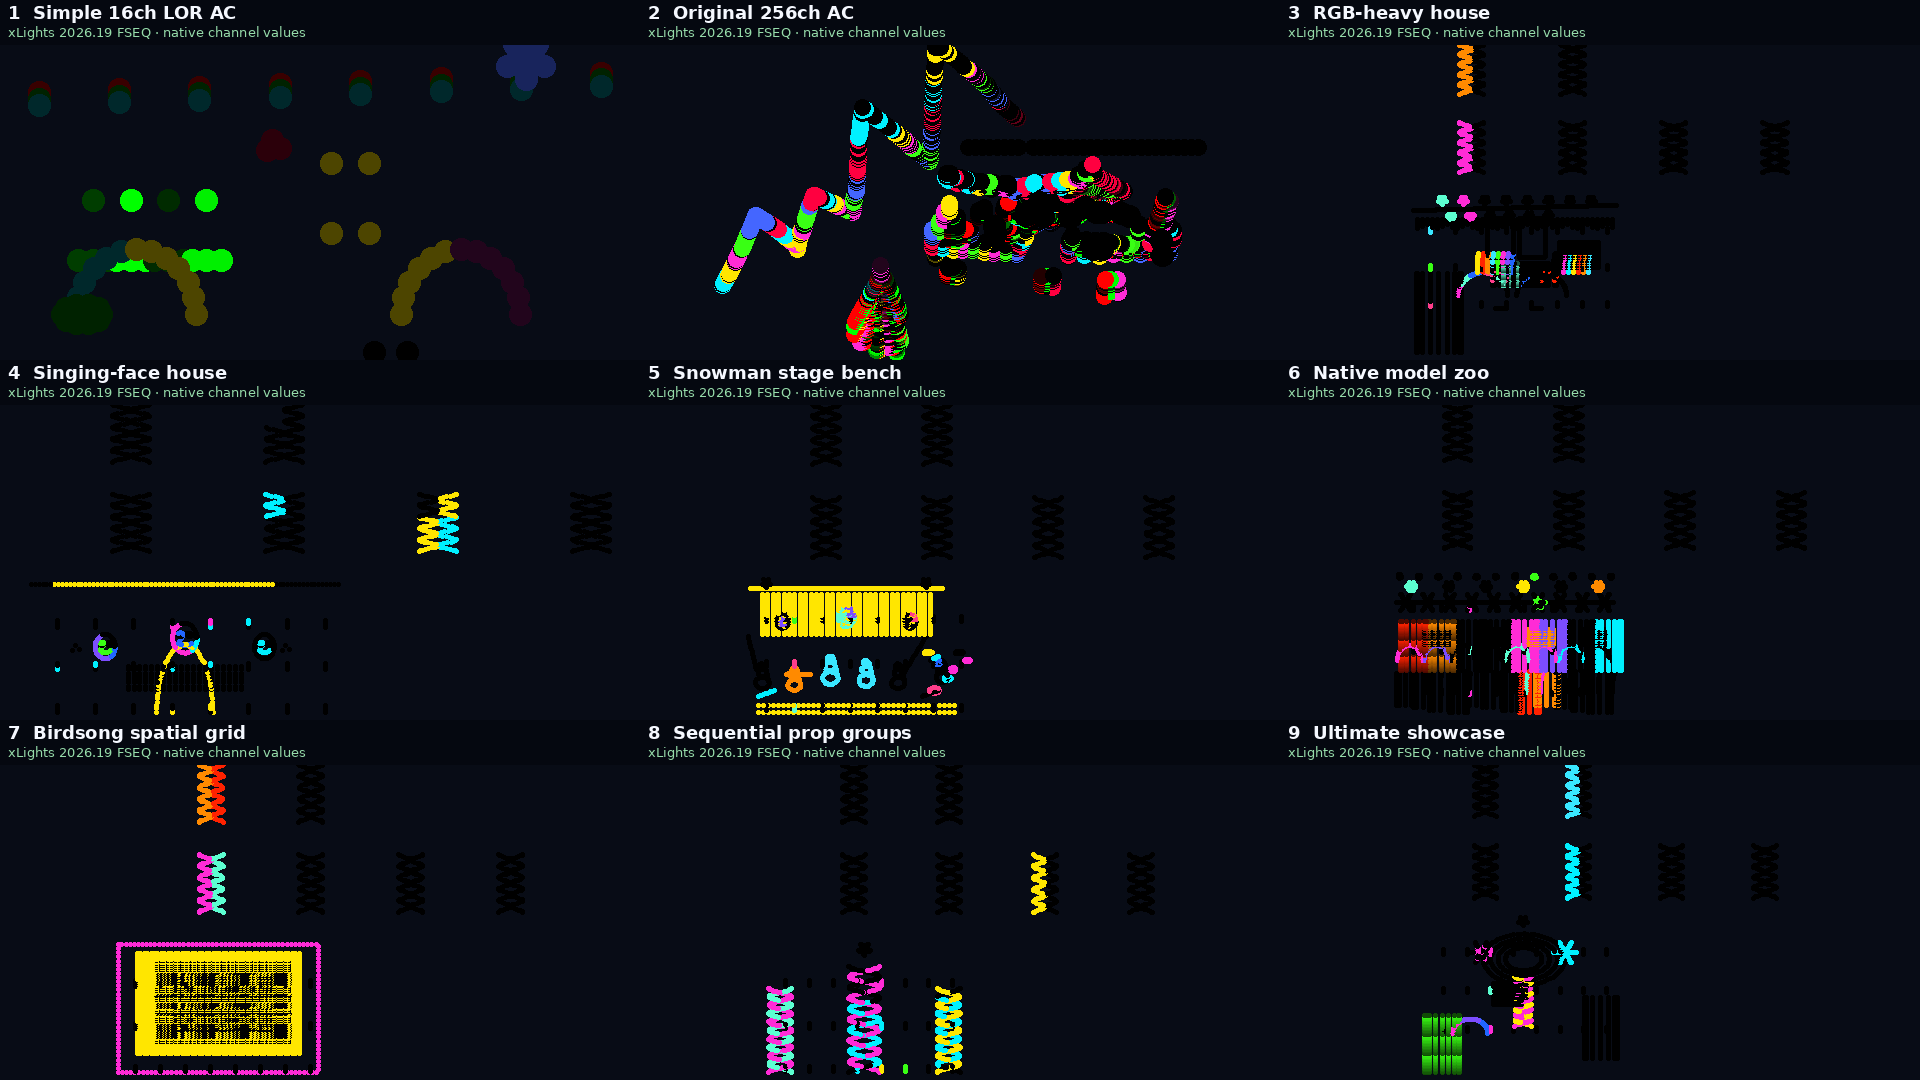 1 Simple 16ch LOR AC
xLights 2026.19 FSEQ · native channel values
2 Original 256ch AC
xLights 2026.19 FSEQ · native channel values
3 RGB-heavy house
xLights 2026.19 FSEQ · native channel values
4 Singing-face house
xLights 2026.19 FSEQ · native channel values
5 Snowman stage bench
xLights 2026.19 FSEQ · native channel values
6 Native model zoo
xLights 2026.19 FSEQ · native channel values
7 Birdsong spatial grid
xLights 2026.19 FSEQ · native channel values
8 Sequential prop groups
xLights 2026.19 FSEQ · native channel values
9 Ultimate showcase
xLights 2026.19 FSEQ · native channel values